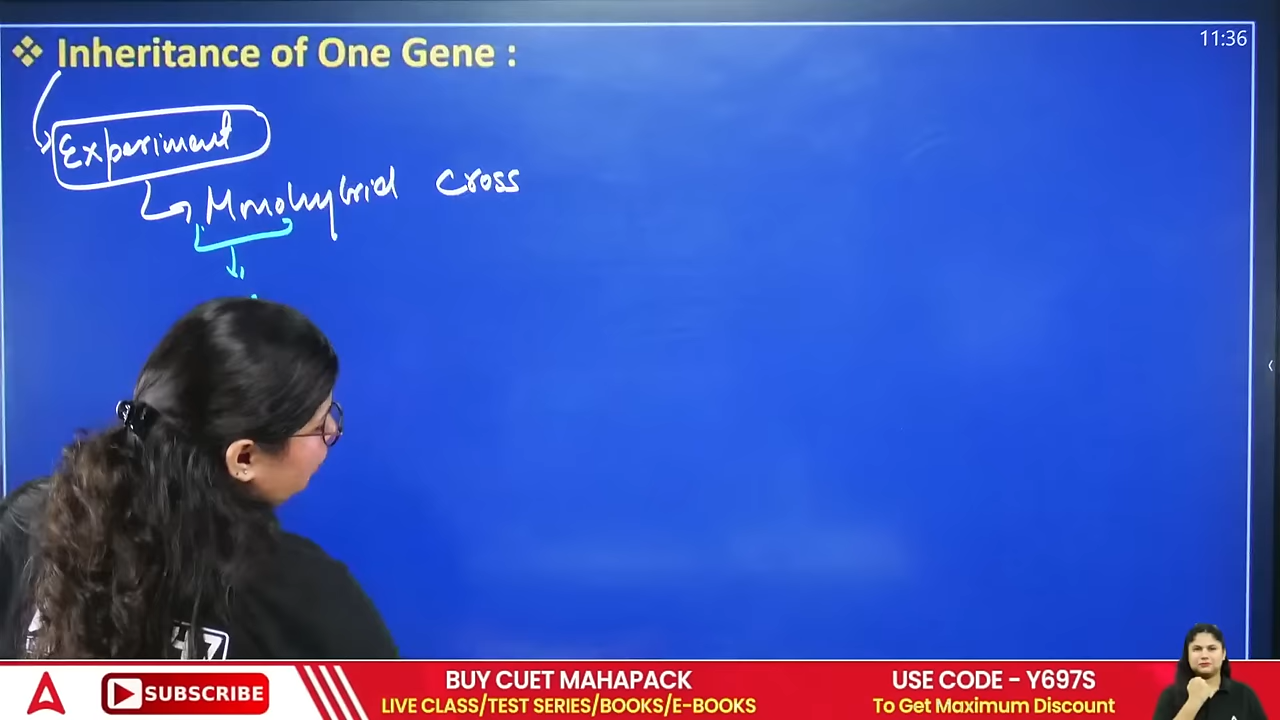 ❖ Inheritance of One Gene :
11:36
Experiment
Monohybrid cross
SUBSCRIBE
BUY CUET MAHAPACK
LIVE CLASS/TEST SERIES/BOOKS/E-BOOKS
USE CODE - Y697S
To Get Maximum Discount